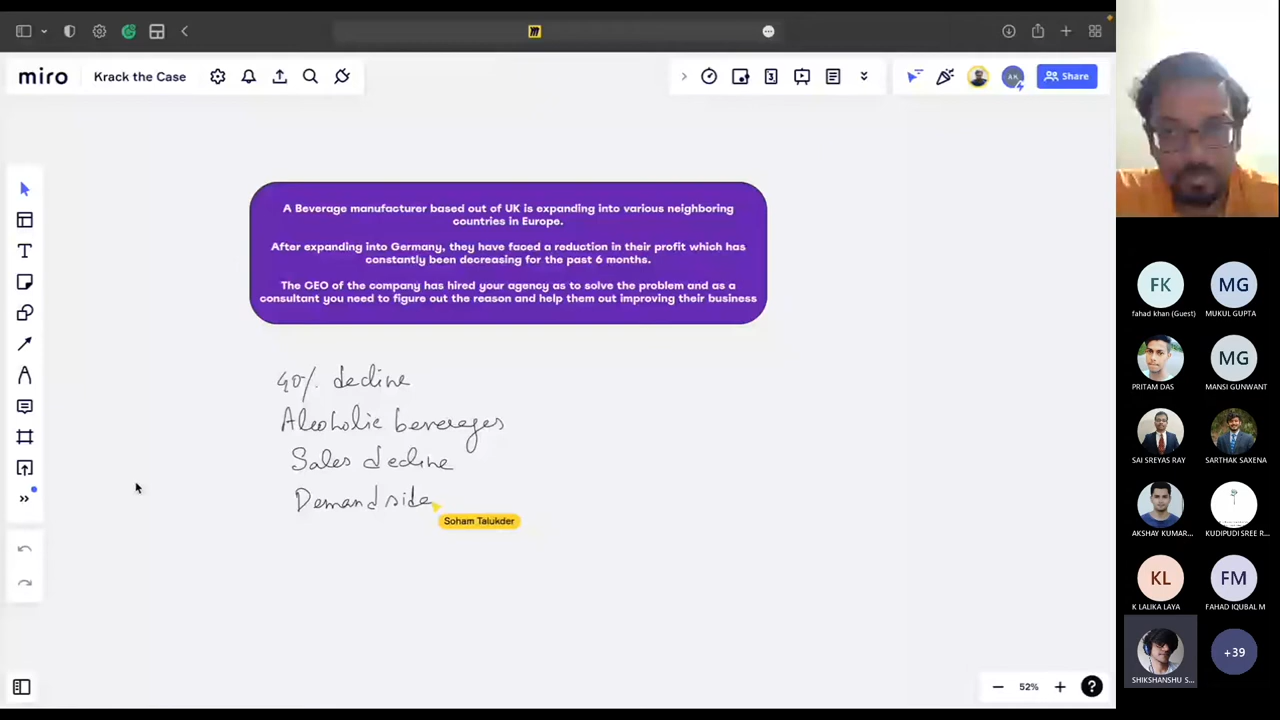 miro
Krack the Case
3
AK
Share
A Beverage manufacturer based out of UK is expanding into various neighboring
countries in Europe.
After expanding into Germany, they have faced a reduction in their profit which has
constantly been decreasing for the past 6 months.
The CEO of the company has hired your agency as to solve the problem and as a
consultant you need to figure out the reason and help them out improving their business
40% decline
Alcoholic beverages
Sales decline
Demand side
Soham Talukder
52%
FK
fahad khan (Guest)
MG
MUKUL GUPTA
PRITAM DAS
MG
MANSI GUNWANT
SAI SREYAS RAY
SARTHAK SAXENA
AKSHAY KUMAR...
KUDIPUDI SREE R...
KL
K LALIKA LAYA
FM
FAHAD IQUBAL M
SHIKSHANSHU S...
+39